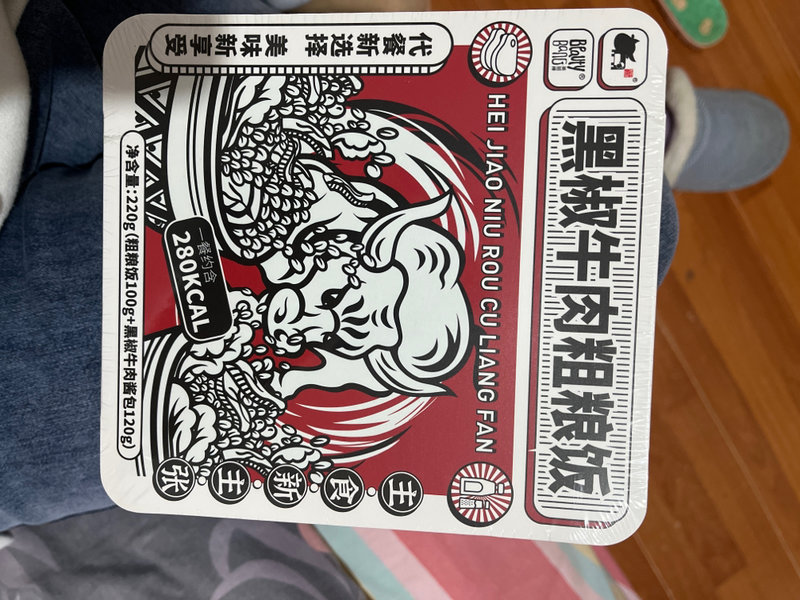 BEAUTY
BANG
黑椒牛肉粗粮饭
HEI JIAO NIU ROU CU LIANG FAN
主食新主张
代餐新选择 美味新享受
一餐约含
280KCAL
净含量:220g(粗粮饭100g+黑椒牛肉酱包120g)